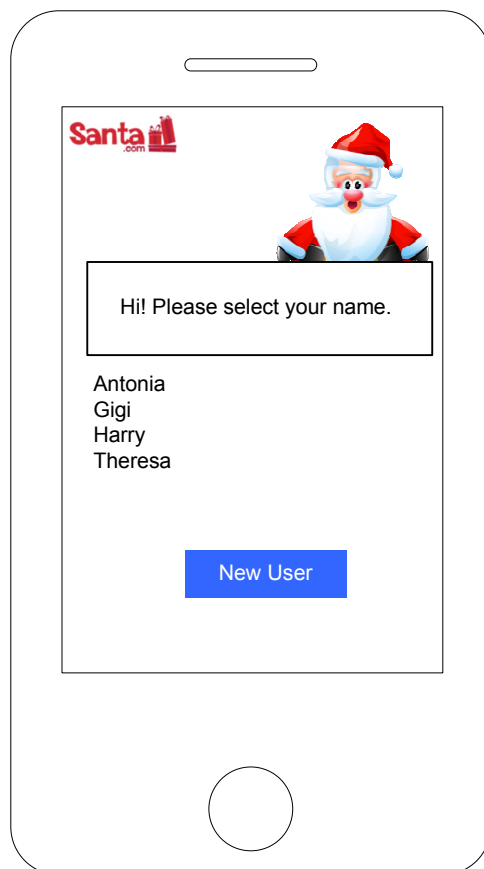 Santa
.com
Hi! Please select your name.
Antonia
Gigi
Harry
Theresa
New User